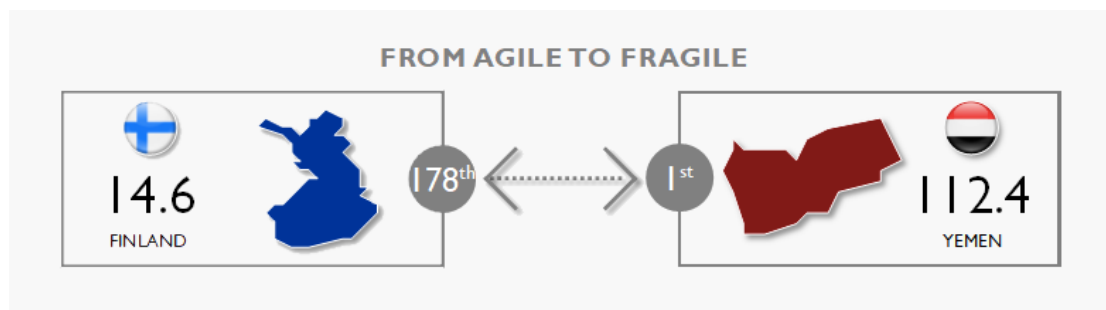 FROM AGILE TO FRAGILE
14.6
FINLAND
178th
1st
112.4
YEMEN